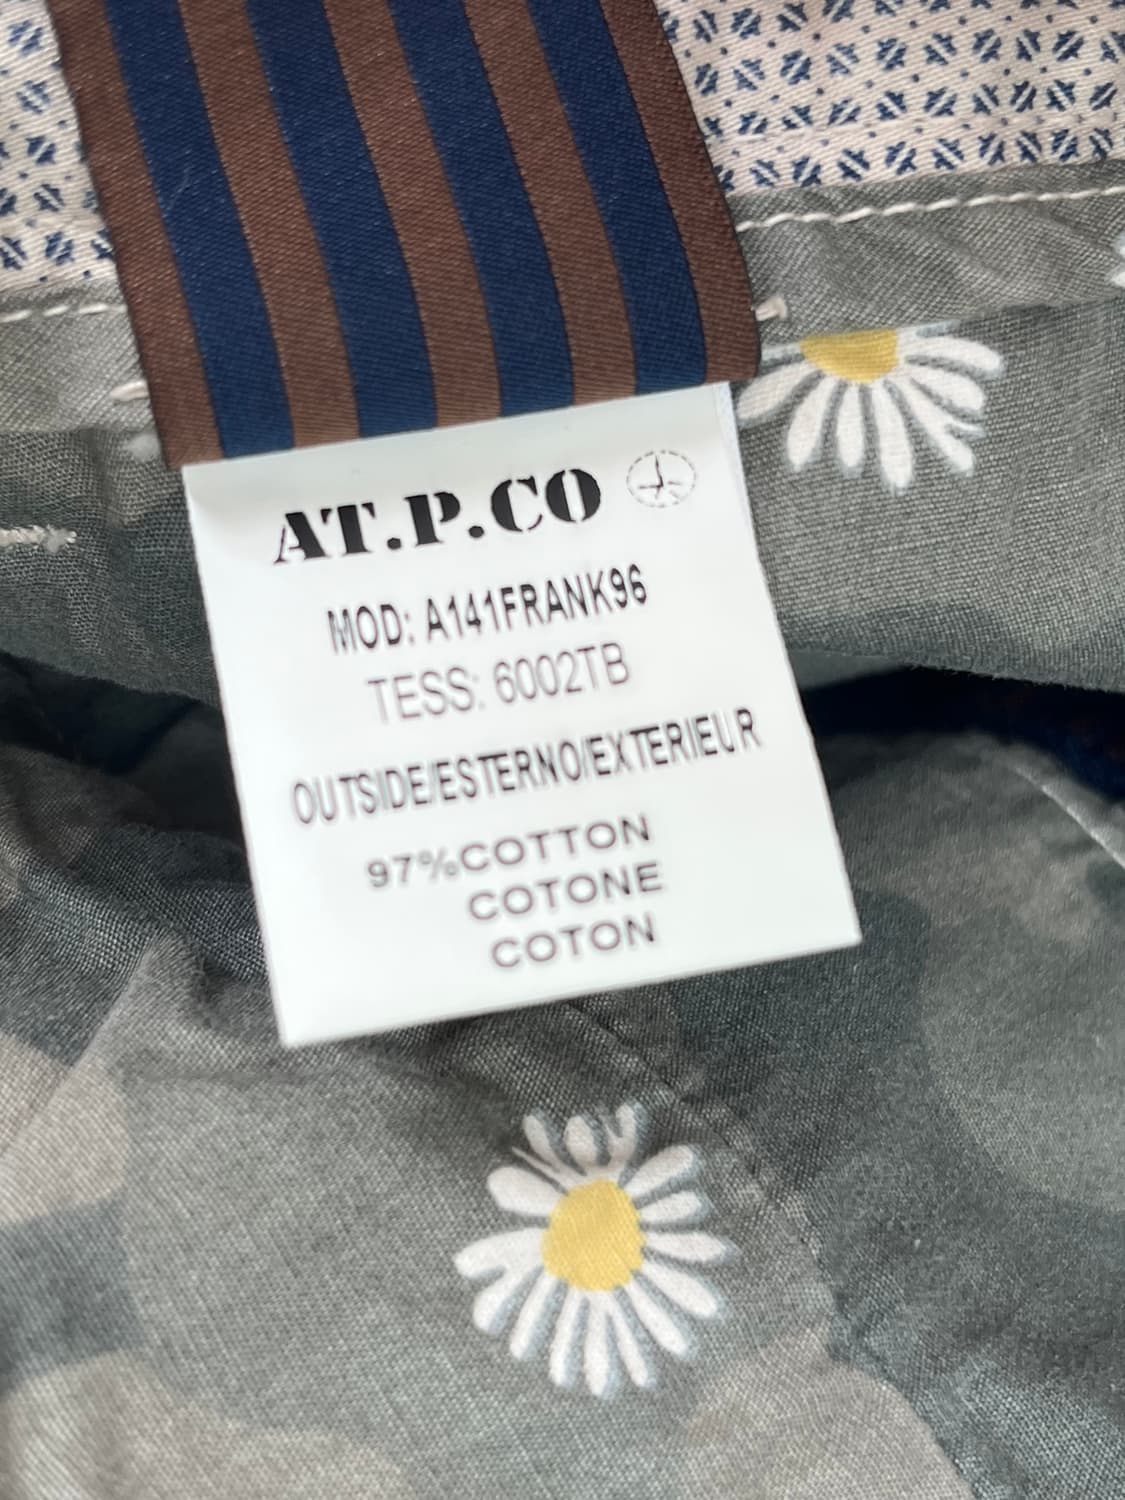 AT.P.CO
MOD: A141FRANK96
TESS: 6002TB
OUTSIDE/ESTERNO/EXTERIEUR
97%COTTON
COTONE
COTON